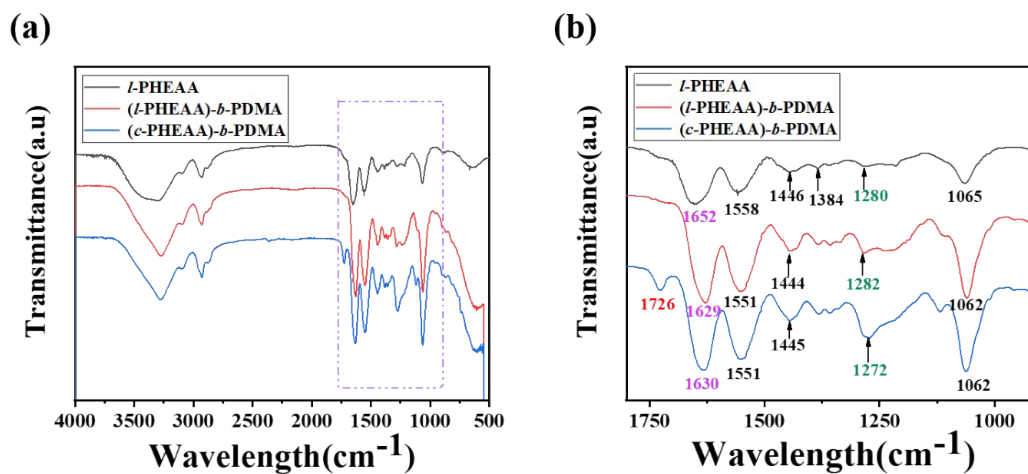 (a)
l-PHEAA
(l-PHEAA)-b-PDMA
(c-PHEAA)-b-PDMA
Transmittance(a.u)
4000 3500 3000 2500 2000 1500 1000 500
Wavelength(cm-1)
(b)
l-PHEAA
(l-PHEAA)-b-PDMA
(c-PHEAA)-b-PDMA
Transmittance(a.u)
1652 1558 1446 1384 1280 1065
1629 1551 1444 1282 1062
1726 1630 1551 1445 1272 1062
1750 1500 1250 1000
Wavelength(cm-1)